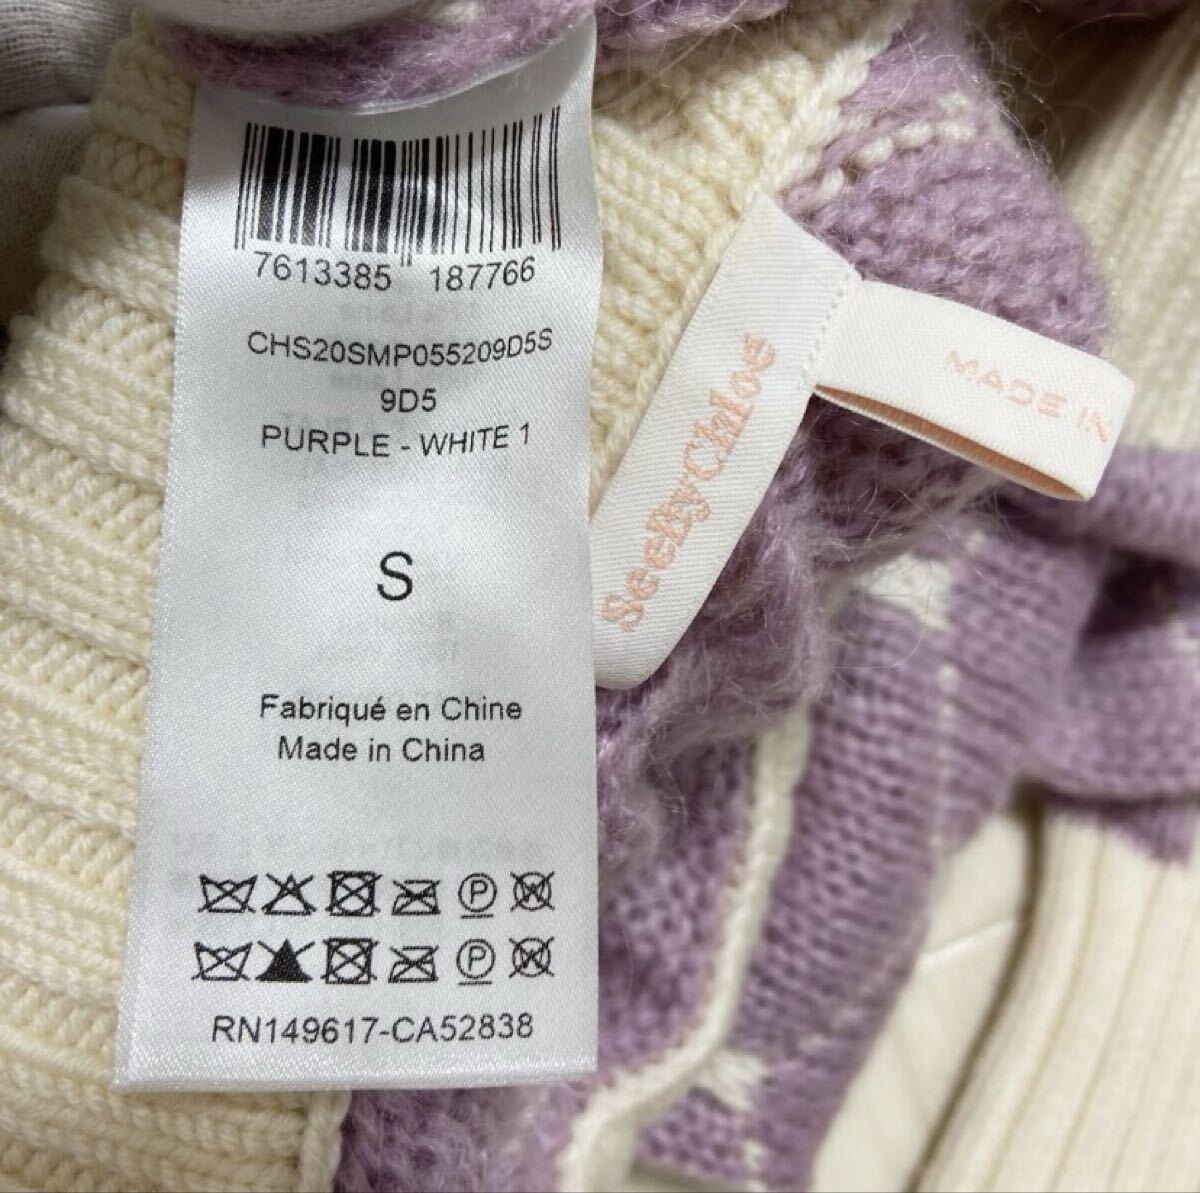 7613385 187766
CHS20SMP055209D5S
9D5
PURPLE - WHITE 1
S
Fabriqué en Chine
Made in China
P W
P W
RN149617-CA52838
SeeByChloe
MADE IN